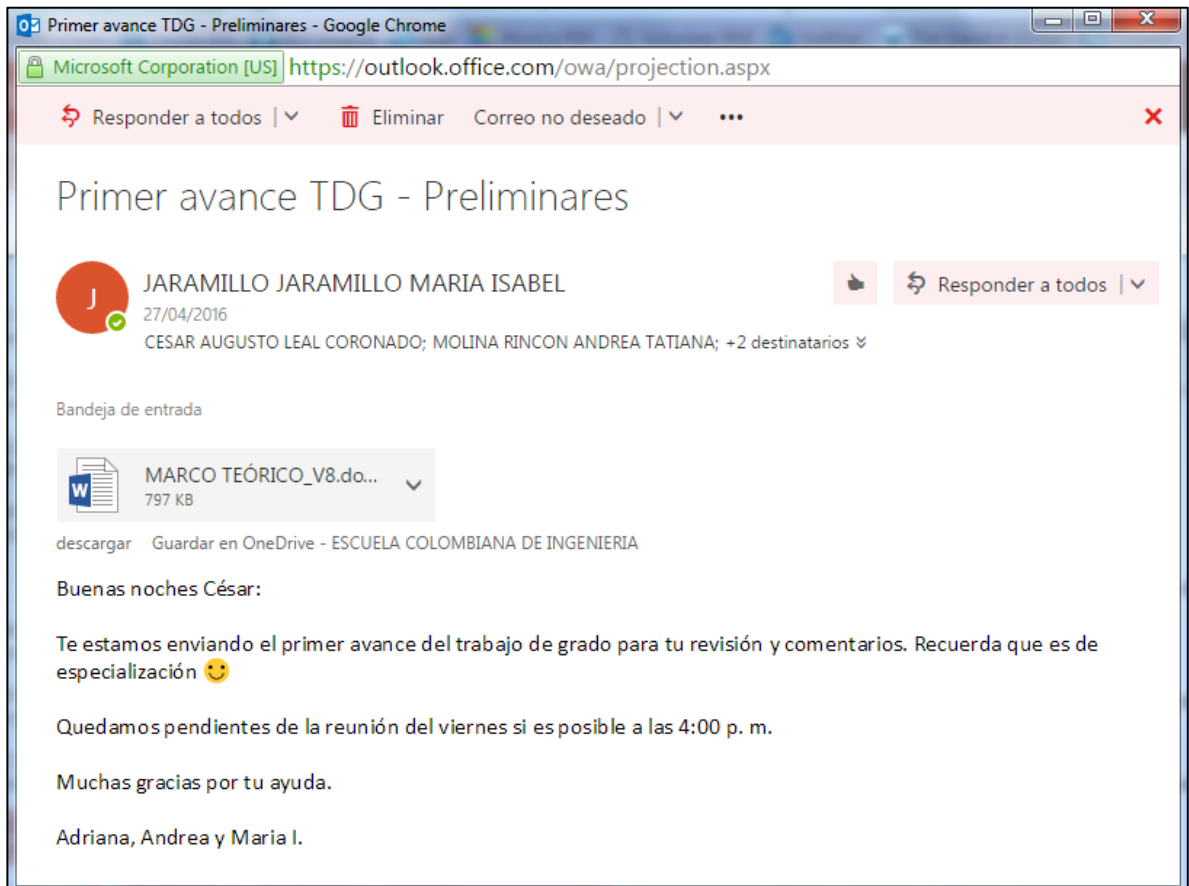 Primer avance TDG - Preliminares - Google Chrome
Microsoft Corporation [US] https://outlook.office.com/owa/projection.aspx
Responder a todos | Eliminar Correo no deseado | •••
Primer avance TDG - Preliminares
J
JARAMILLO JARAMILLO MARIA ISABEL
Responder a todos |
27/04/2016
CESAR AUGUSTO LEAL CORONADO; MOLINA RINCON ANDREA TATIANA; +2 destinatarios
Bandeja de entrada
W
MARCO TEÓRICO_V8.do...
797 KB
descargar Guardar en OneDrive - ESCUELA COLOMBIANA DE INGENIERIA
Buenas noches César:
Te estamos enviando el primer avance del trabajo de grado para tu revisión y comentarios. Recuerda que es de
especialización 🙂
Quedamos pendientes de la reunión del viernes si es posible a las 4:00 p. m.
Muchas gracias por tu ayuda.
Adriana, Andrea y Maria I.